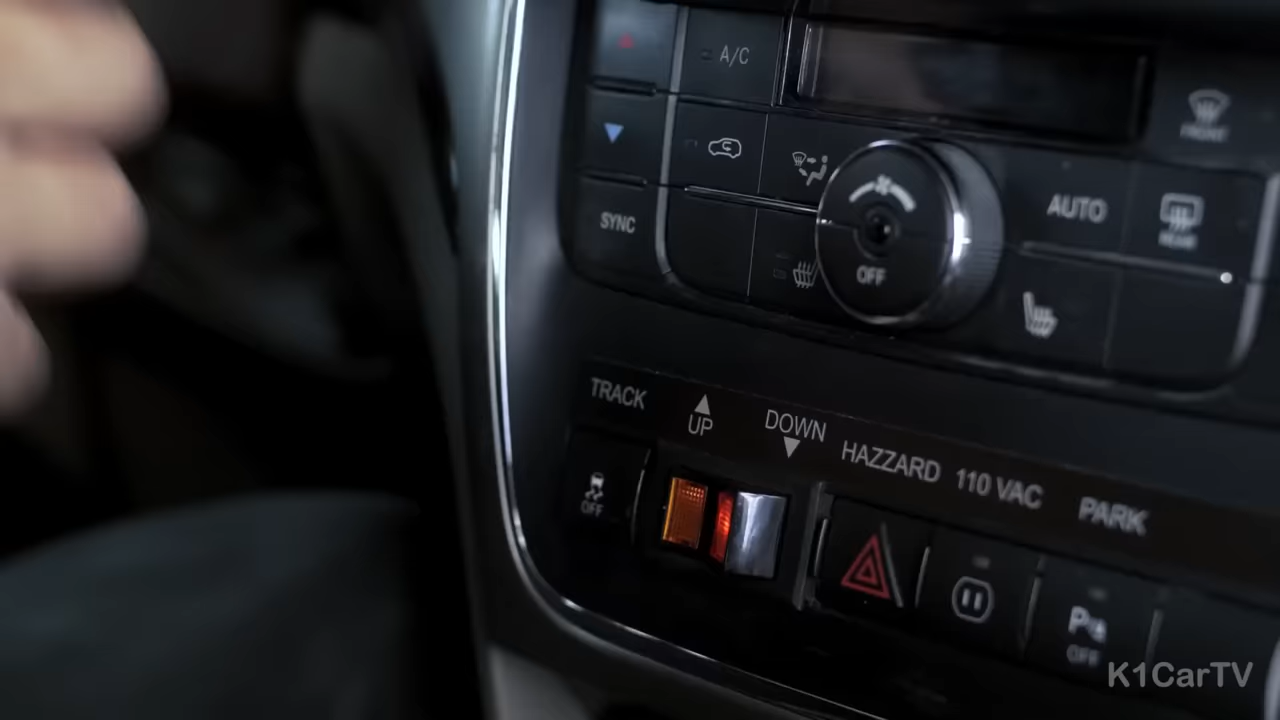 A/C
FRONT
SYNC
AUTO
REAR
OFF
TRACK
UP
DOWN
HAZZARD
110 VAC
PARK
OFF
P
OFF
K1CarTV